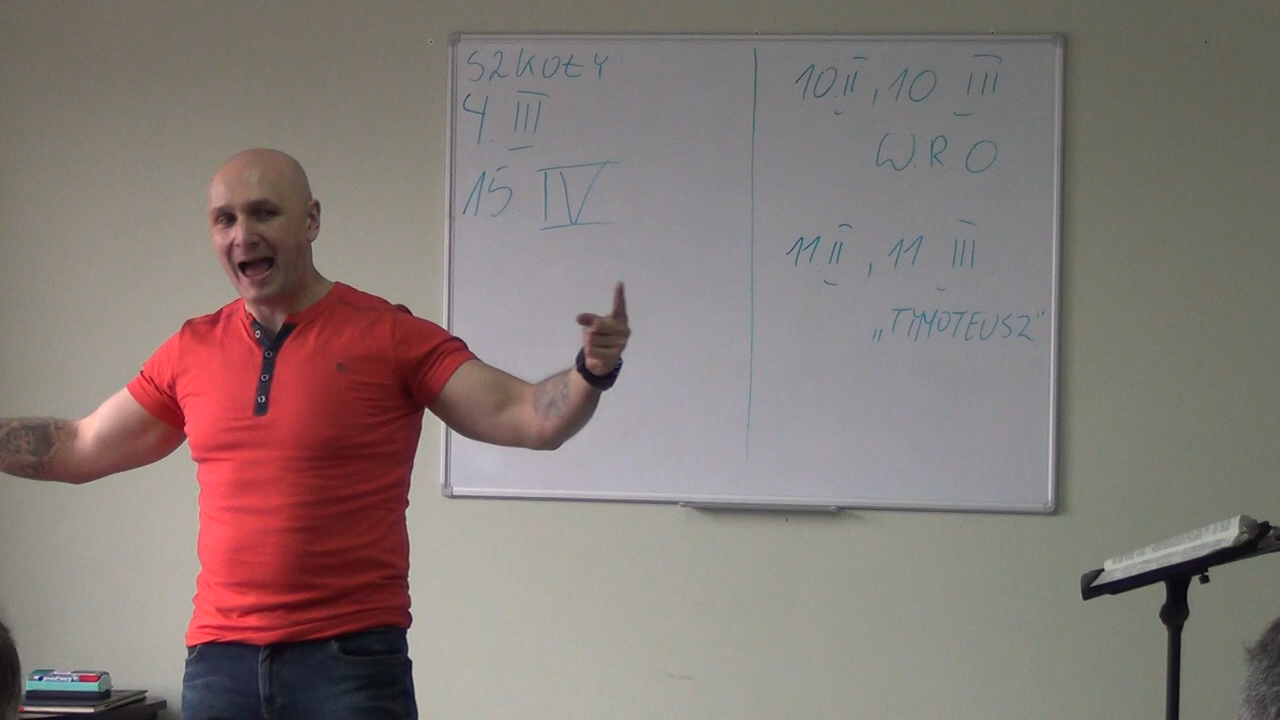 SZKOŁY
4 III
15. IV
10.II, 10 III
W.R.O.
11 II, 11 III
„TYMOTEUSZ”